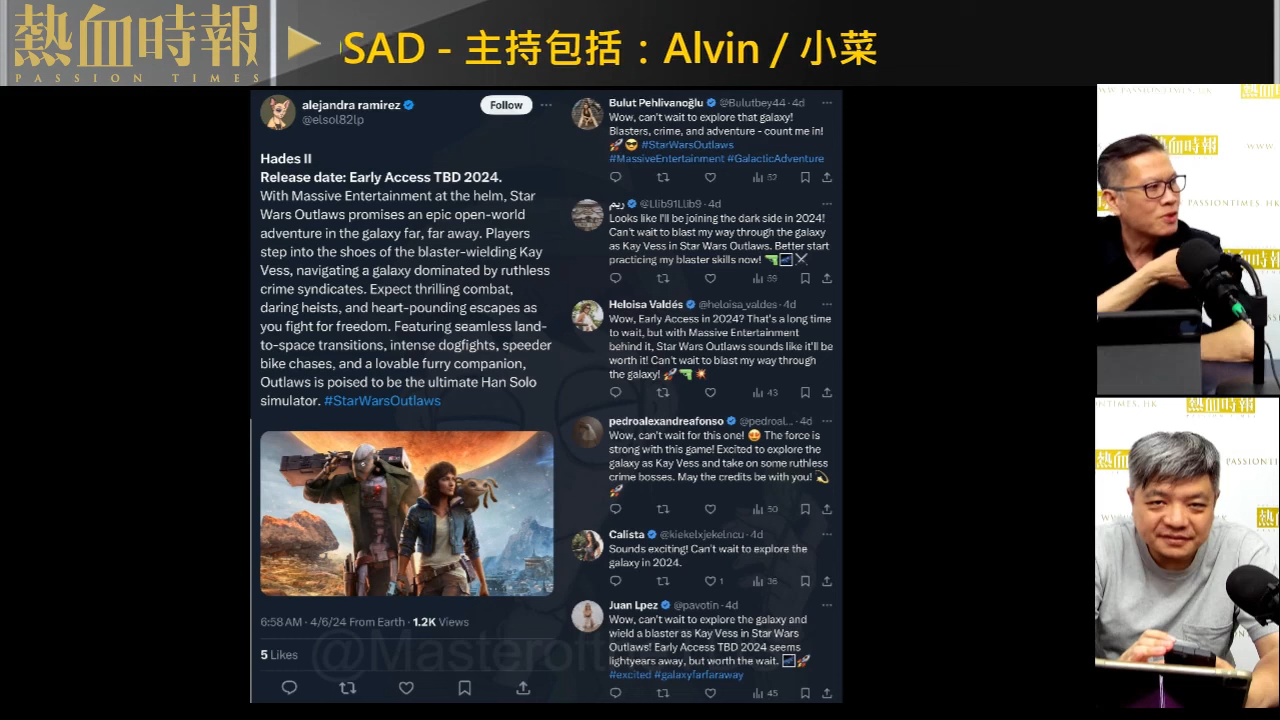 熱血時報
PASSION TIMES
SAD - 主持包括：Alvin / 小菜
alejandra ramirez
@elsol82lp
Follow
Hades II
Release date: Early Access TBD 2024.
With Massive Entertainment at the helm, Star
Wars Outlaws promises an epic open-world
adventure in the galaxy far, far away. Players
step into the shoes of the blaster-wielding Kay
Vess, navigating a galaxy dominated by ruthless
crime syndicates. Expect thrilling combat,
daring heists, and heart-pounding escapes as
you fight for freedom. Featuring seamless land-
to-space transitions, intense dogfights, speeder
bike chases, and a lovable furry companion,
Outlaws is poised to be the ultimate Han Solo
simulator. #StarWarsOutlaws
6:58 AM · 4/6/24 From Earth · 1.2K Views
5 Likes
Bulut Pehlivanoğlu @Bulutbey44 · 4d
Wow, can't wait to explore that galaxy!
Blasters, crime, and adventure - count me in!
🚀 😎 #StarWarsOutlaws
#MassiveEntertainment #GalacticAdventure
62
ريم @Llib91Llib9 · 4d
Looks like I'll be joining the dark side in 2024!
Can't wait to blast my way through the galaxy
as Kay Vess in Star Wars Outlaws. Better start
practicing my blaster skills now!
59
Heloisa Valdés @heloisa_valdes · 4d
Wow, Early Access in 2024? That's a long time
to wait, but with Massive Entertainment
behind it, Star Wars Outlaws sounds like it'll be
worth it! Can't wait to blast my way through
the galaxy! 🚀 🔫 💥
43
pedroalexandreafonso @pedroal... · 4d
Wow, can't wait for this one! 😍 The force is
strong with this game! Excited to explore the
galaxy as Kay Vess and take on some ruthless
crime bosses. May the credits be with you! 💫
🚀
50
Calista @kiekelxjekelncu · 4d
Sounds exciting! Can't wait to explore the
galaxy in 2024.
1 36
Juan Lpez @pavotin · 4d
Wow, can't wait to explore the galaxy and
wield a blaster as Kay Vess in Star Wars
Outlaws! Early Access TBD 2024 seems
lightyears away, but worth the wait.
#excited #galaxyfarfaraway
45
熱血時報
PASSIONTIMES.HK
熱血時報
PASSIONTIMES